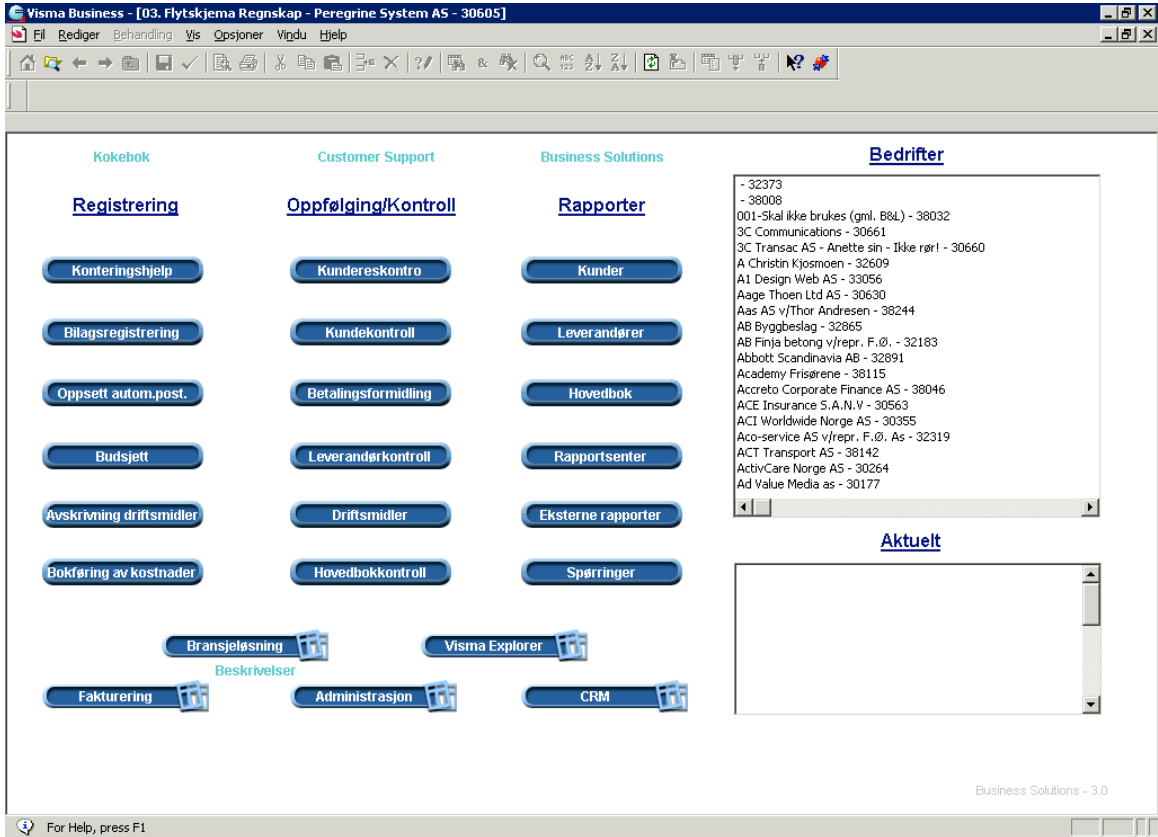 Visma Business - [03. Flytskjema Regnskap - Peregrine System AS - 30605]
Fil Rediger Behandling Vis Opsjoner Vindu Hjelp
Kokebok Customer Support Business Solutions
Registrering Oppfølging/Kontroll Rapporter
Konteringshjelp Kundereskontro Kunder
Bilagsregistrering Kundekontroll Leverandører
Oppsett autom.post. Betalingsformidling Hovedbok
Budsjett Leverandørkontroll Rapportsenter
Avskrivning driftsmidler Driftsmidler Eksterne rapporter
Bokføring av kostnader Hovedbokkontroll Spørringer
Bransjeløsning Visma Explorer
Beskrivelser
Fakturering Administrasjon CRM
Bedrifter
- 32373
- 38008
001-Skal ikke brukes (gml. B&L) - 38032
3C Communications - 30661
3C Transac AS - Anette sin - Ikke rør! - 30660
A Christin Kjosmoen - 32609
A1 Design Web AS - 33056
Aage Thoen Ltd AS - 30630
Aas AS v/Thor Andresen - 38244
AB Byggbeslag - 32865
AB Finja betong v/repr. F.Ø. - 32183
Abbott Scandinavia AB - 32891
Academy Frisørene - 38115
Accreto Corporate Finance AS - 38046
ACE Insurance S.A.N.V - 30563
ACI Worldwide Norge AS - 30355
Aco-service AS v/repr. F.Ø. As - 32319
ACT Transport AS - 38142
ActivCare Norge AS - 30264
Ad Value Media as - 30177
Aktuelt
Business Solutions - 3.0
For Help, press F1